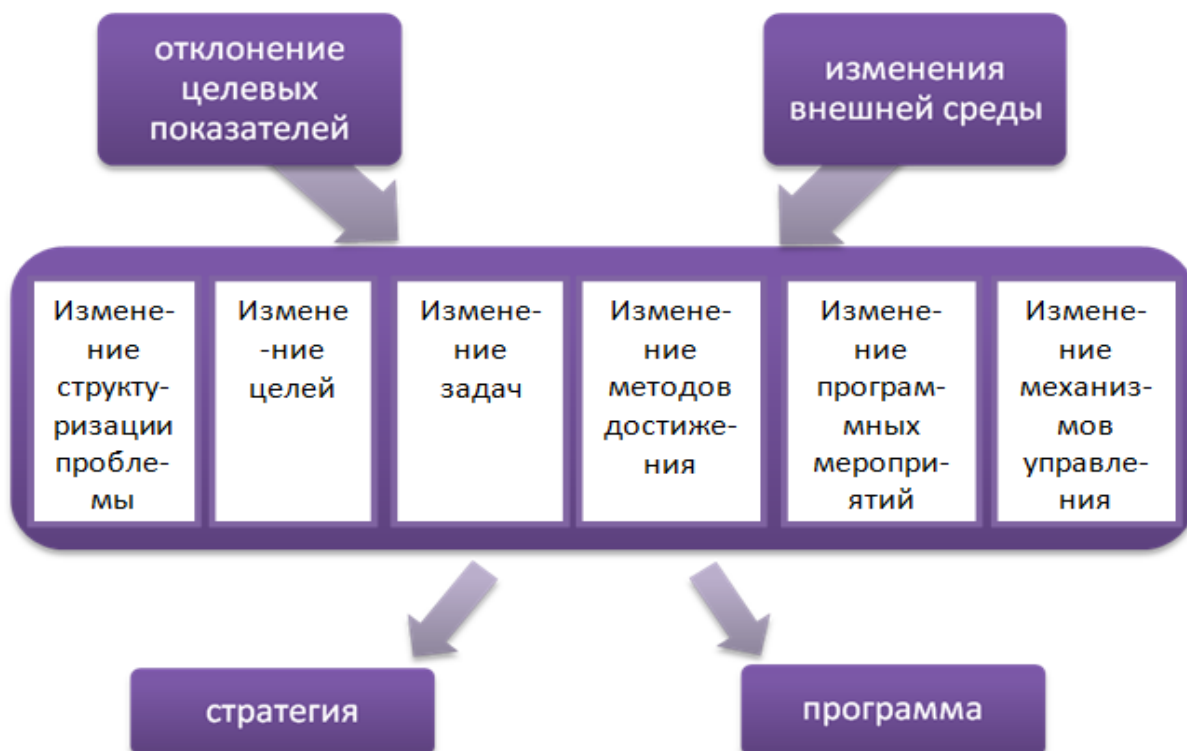 отклонение
целевых
показателей
изменения
внешней среды
Измене-
ние
структу-
ризации
пробле-
мы
Измене
-ние
целей
Измене-
ние
задач
Измене-
ние
методов
достиже-
ния
Измене-
ние
програм-
мных
меропри-
ятий
Измене-
ние
механиз-
мов
управле-
ния
стратегия
программа